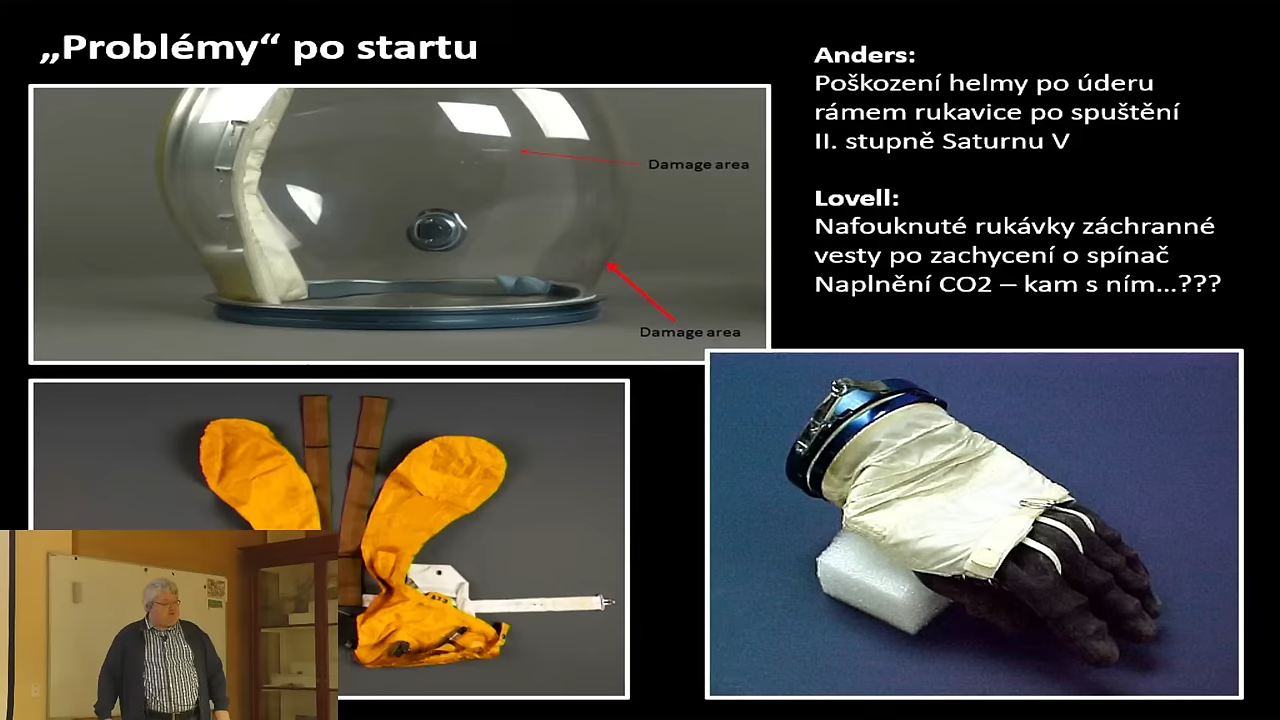 „Problémy“ po startu
Anders:
Poškození helmy po úderu
rámem rukavice po spuštění
II. stupně Saturnu V
Lovell:
Nafouknuté rukávky záchranné
vesty po zachycení o spínač
Naplnění CO2 – kam s ním...???
Damage area
Damage area